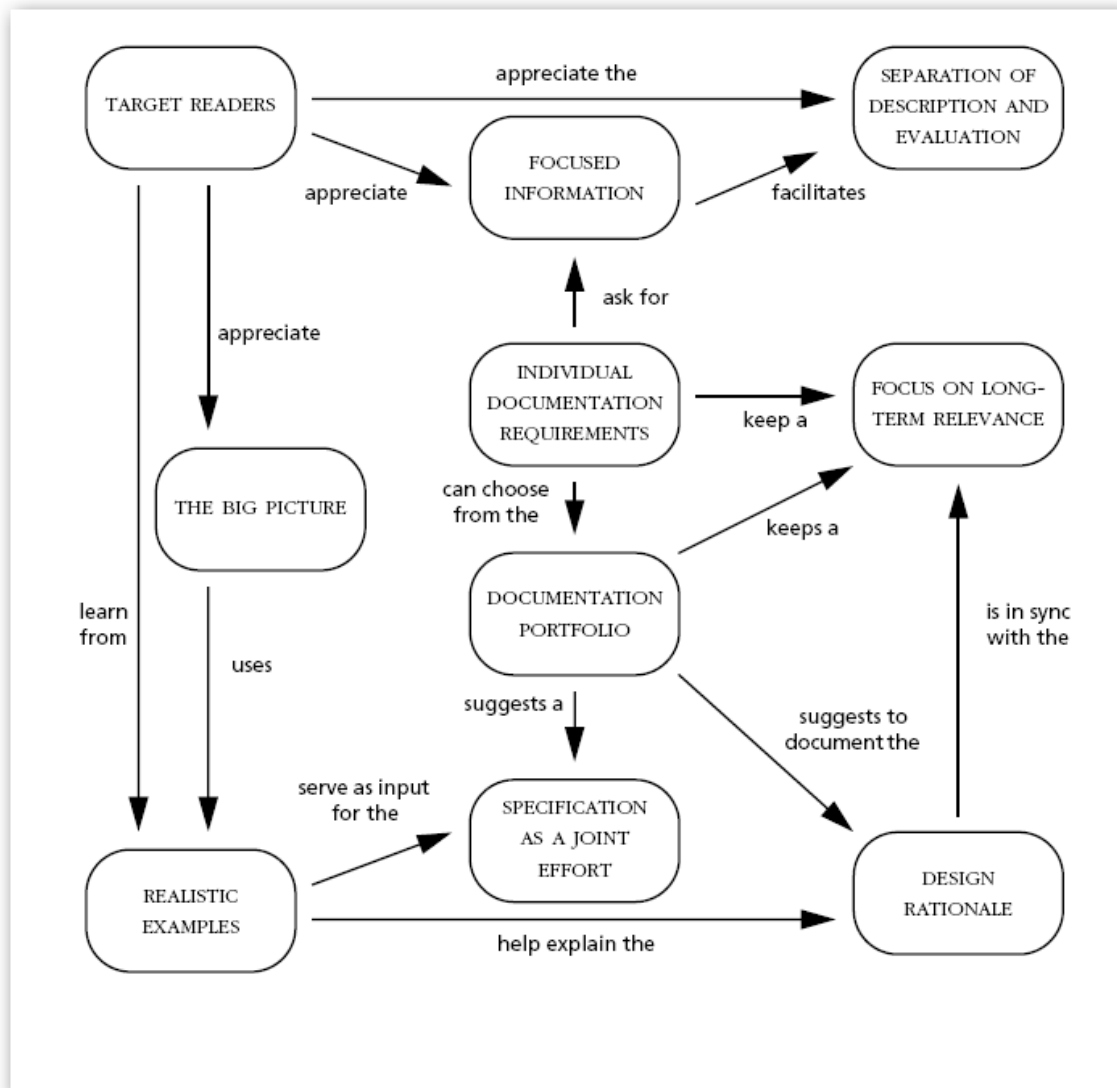 TARGET READERS
appreciate the
SEPARATION OF
DESCRIPTION AND
EVALUATION
FOCUSED
INFORMATION
appreciate
facilitates
ask for
appreciate
INDIVIDUAL
DOCUMENTATION
REQUIREMENTS
keep a
FOCUS ON LONG-
TERM RELEVANCE
can choose
from the
THE BIG PICTURE
keeps a
DOCUMENTATION
PORTFOLIO
learn
from
uses
is in sync
with the
suggests a
suggests to
document the
serve as input
for the
SPECIFICATION
AS A JOINT
EFFORT
REALISTIC
EXAMPLES
DESIGN
RATIONALE
help explain the